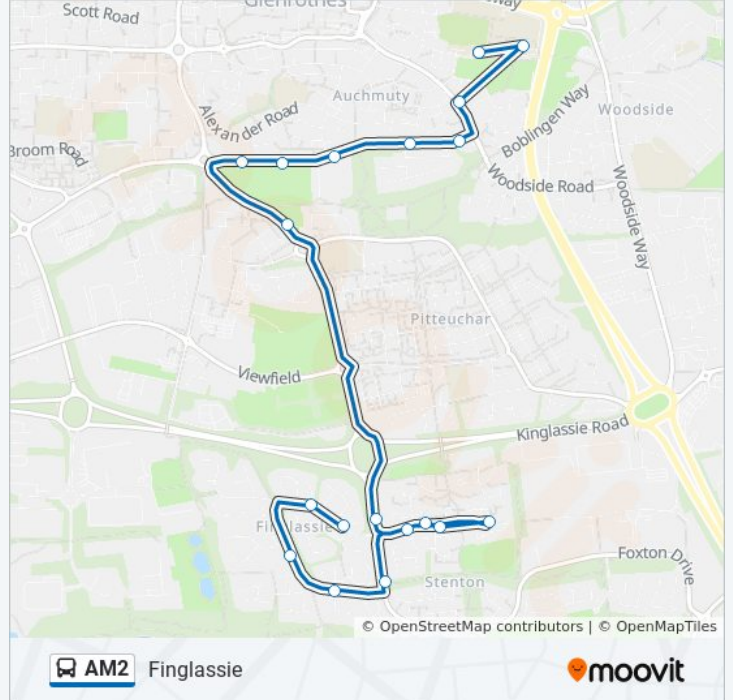 Scott Road
Glenrothes
way
Auchmuty
Woodside
Alexander Road
Boblingen Way
Broom Road
Woodside Road
Woodside Way
Pitteuchar
Viewfield
Kinglassie Road
Foxton Drive
Stenton
© OpenStreetMap contributors | © OpenMapTiles
AM2 Finglassie
moovit